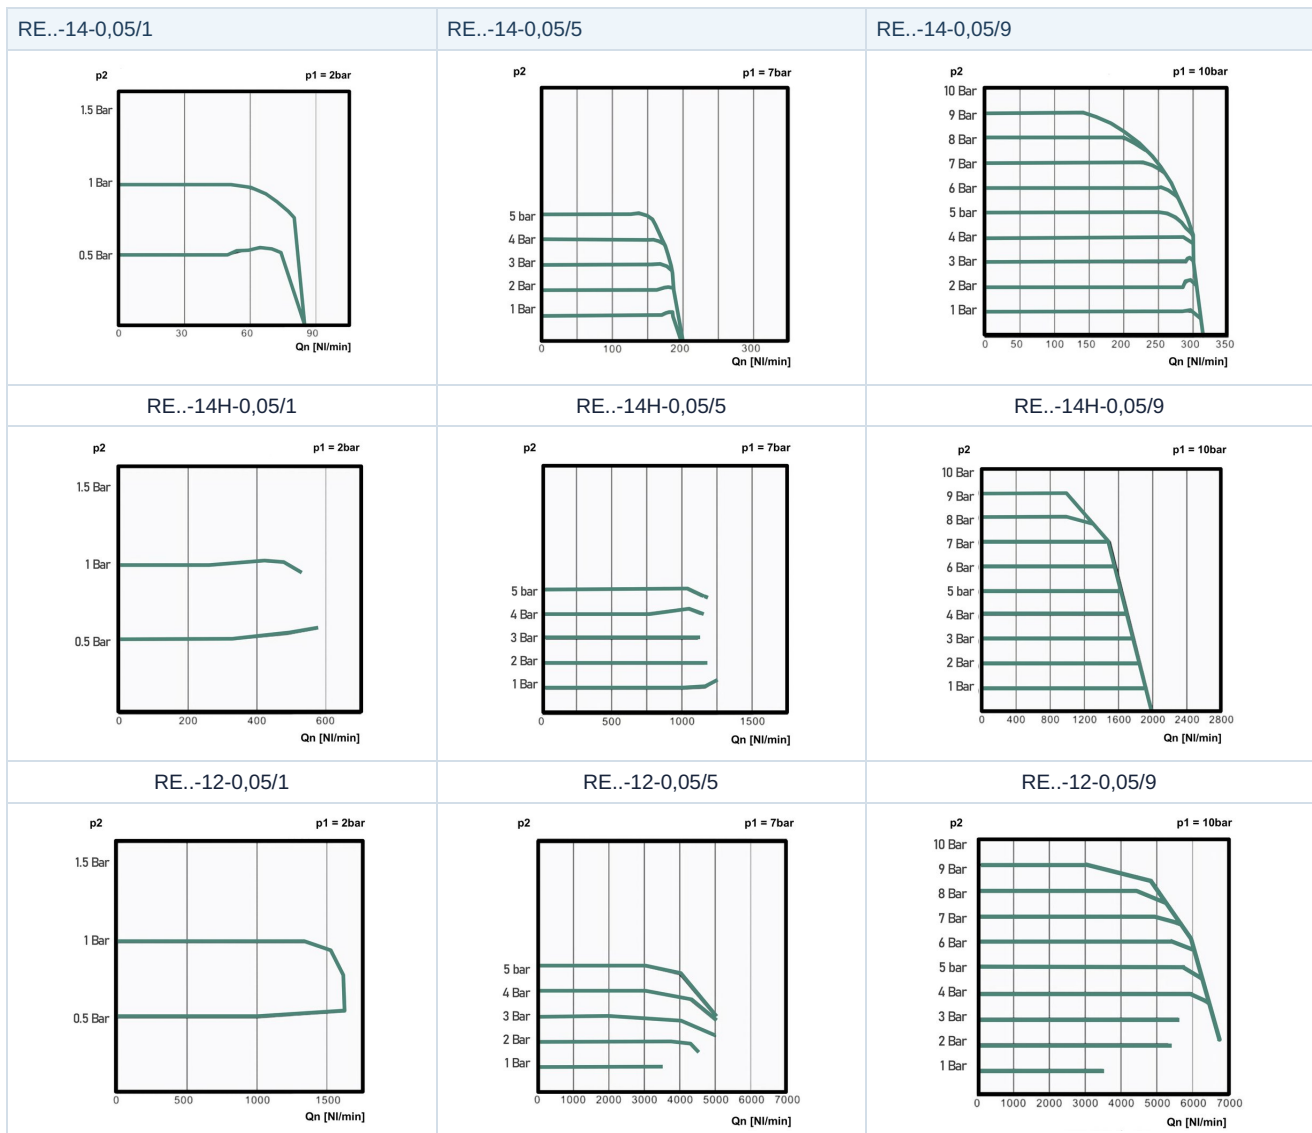 RE..-14-0,05/1
RE..-14-0,05/5
RE..-14-0,05/9
p2
p1 = 2bar
1.5 Bar
1 Bar
0.5 Bar
0 30 60 90
Qn [Nl/min]
p2
p1 = 7bar
5 bar
4 Bar
3 Bar
2 Bar
1 Bar
0 100 200 300
Qn [Nl/min]
p2
p1 = 10bar
10 Bar
9 Bar
8 Bar
7 Bar
6 Bar
5 bar
4 Bar
3 Bar
2 Bar
1 Bar
0 50 100 150 200 250 300 350
Qn [Nl/min]
RE..-14H-0,05/1
RE..-14H-0,05/5
RE..-14H-0,05/9
p2
p1 = 2bar
1.5 Bar
1 Bar
0.5 Bar
0 200 400 600
Qn [Nl/min]
p2
p1 = 7bar
5 bar
4 Bar
3 Bar
2 Bar
1 Bar
0 500 1000 1500
Qn [Nl/min]
p2
p1 = 10bar
10 Bar
9 Bar
8 Bar
7 Bar
6 Bar
5 bar
4 Bar
3 Bar
2 Bar
1 Bar
0 400 800 1200 1600 2000 2400 2800
Qn [Nl/min]
RE..-12-0,05/1
RE..-12-0,05/5
RE..-12-0,05/9
p2
p1 = 2bar
1.5 Bar
1 Bar
0.5 Bar
0 500 1000 1500
Qn [Nl/min]
p2
p1 = 7bar
5 bar
4 Bar
3 Bar
2 Bar
1 Bar
0 1000 2000 3000 4000 5000 6000 7000
Qn [Nl/min]
p2
p1 = 10bar
10 Bar
9 Bar
8 Bar
7 Bar
6 Bar
5 bar
4 Bar
3 Bar
2 Bar
1 Bar
0 1000 2000 3000 4000 5000 6000 7000
Qn [Nl/min]